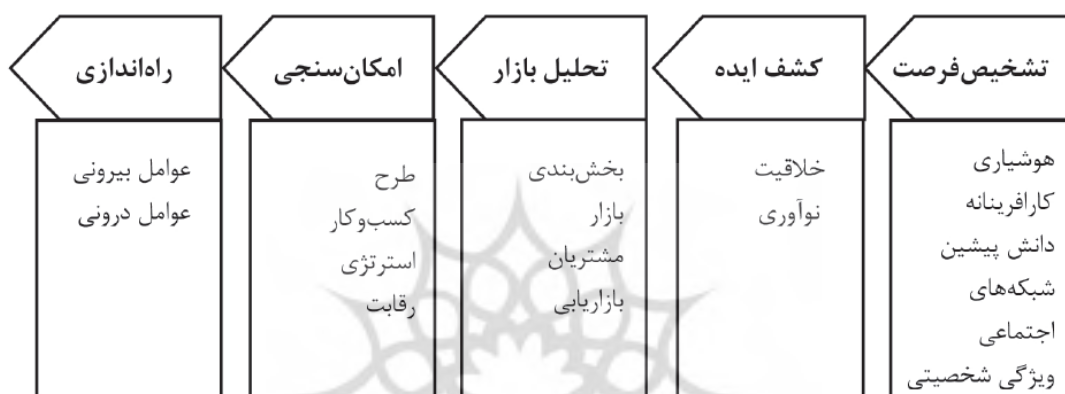 تشخیص‌فرصت
هوشیاری
کارافرینانه
دانش پیشین
شبکه‌های
اجتماعی
ویژگی شخصیتی
کشف ایده
خلاقیت
نوآوری
تحلیل بازار
بخش‌بندی
بازار
مشتریان
بازاریابی
امکان‌سنجی
طرح
کسب‌وکار
استرتژی
رقابت
راه‌اندازی
عوامل بیرونی
عوامل درونی